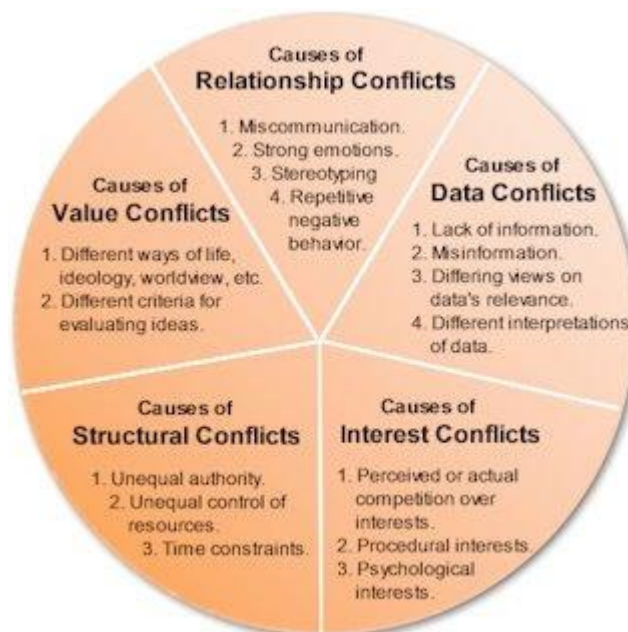 Causes of
Relationship Conflicts
1. Miscommunication.
2. Strong emotions.
3. Stereotyping
4. Repetitive
negative
behavior.
Causes of
Data Conflicts
1. Lack of information.
2. Misinformation.
3. Differing views on
data's relevance.
4. Different interpretations
of data.
Causes of
Interest Conflicts
1. Perceived or actual
competition over
interests.
2. Procedural interests.
3. Psychological
interests.
Causes of
Structural Conflicts
1. Unequal authority.
2. Unequal control of
resources.
3. Time constraints.
Causes of
Value Conflicts
1. Different ways of life,
ideology, worldview, etc.
2. Different criteria for
evaluating ideas.